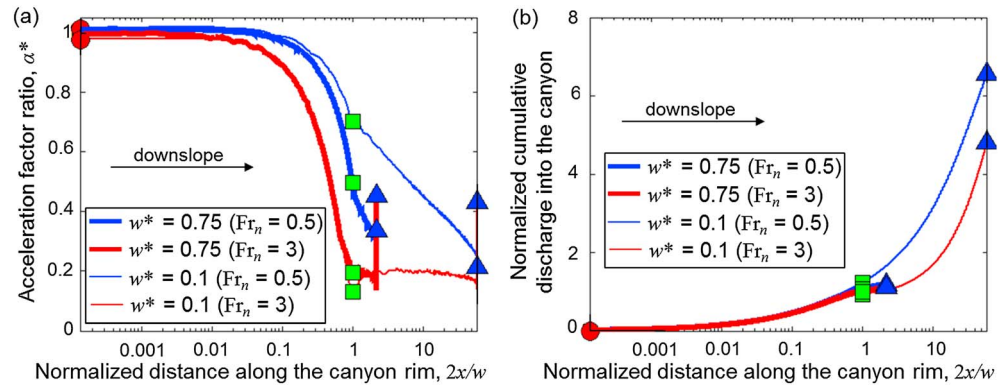 (a)
Acceleration factor ratio, α*
1
0.8
0.6
0.4
0.2
0
downslope
w* = 0.75 (Frn = 0.5)
w* = 0.75 (Frn = 3)
w* = 0.1 (Frn = 0.5)
w* = 0.1 (Frn = 3)
0.001 0.01 0.1 1 10
Normalized distance along the canyon rim, 2x/w
(b)
Normalized cumulative
discharge into the canyon
8
6
4
2
0
downslope
w* = 0.75 (Frn = 0.5)
w* = 0.75 (Frn = 3)
w* = 0.1 (Frn = 0.5)
w* = 0.1 (Frn = 3)
0.001 0.01 0.1 1 10
Normalized distance along the canyon rim, 2x/w